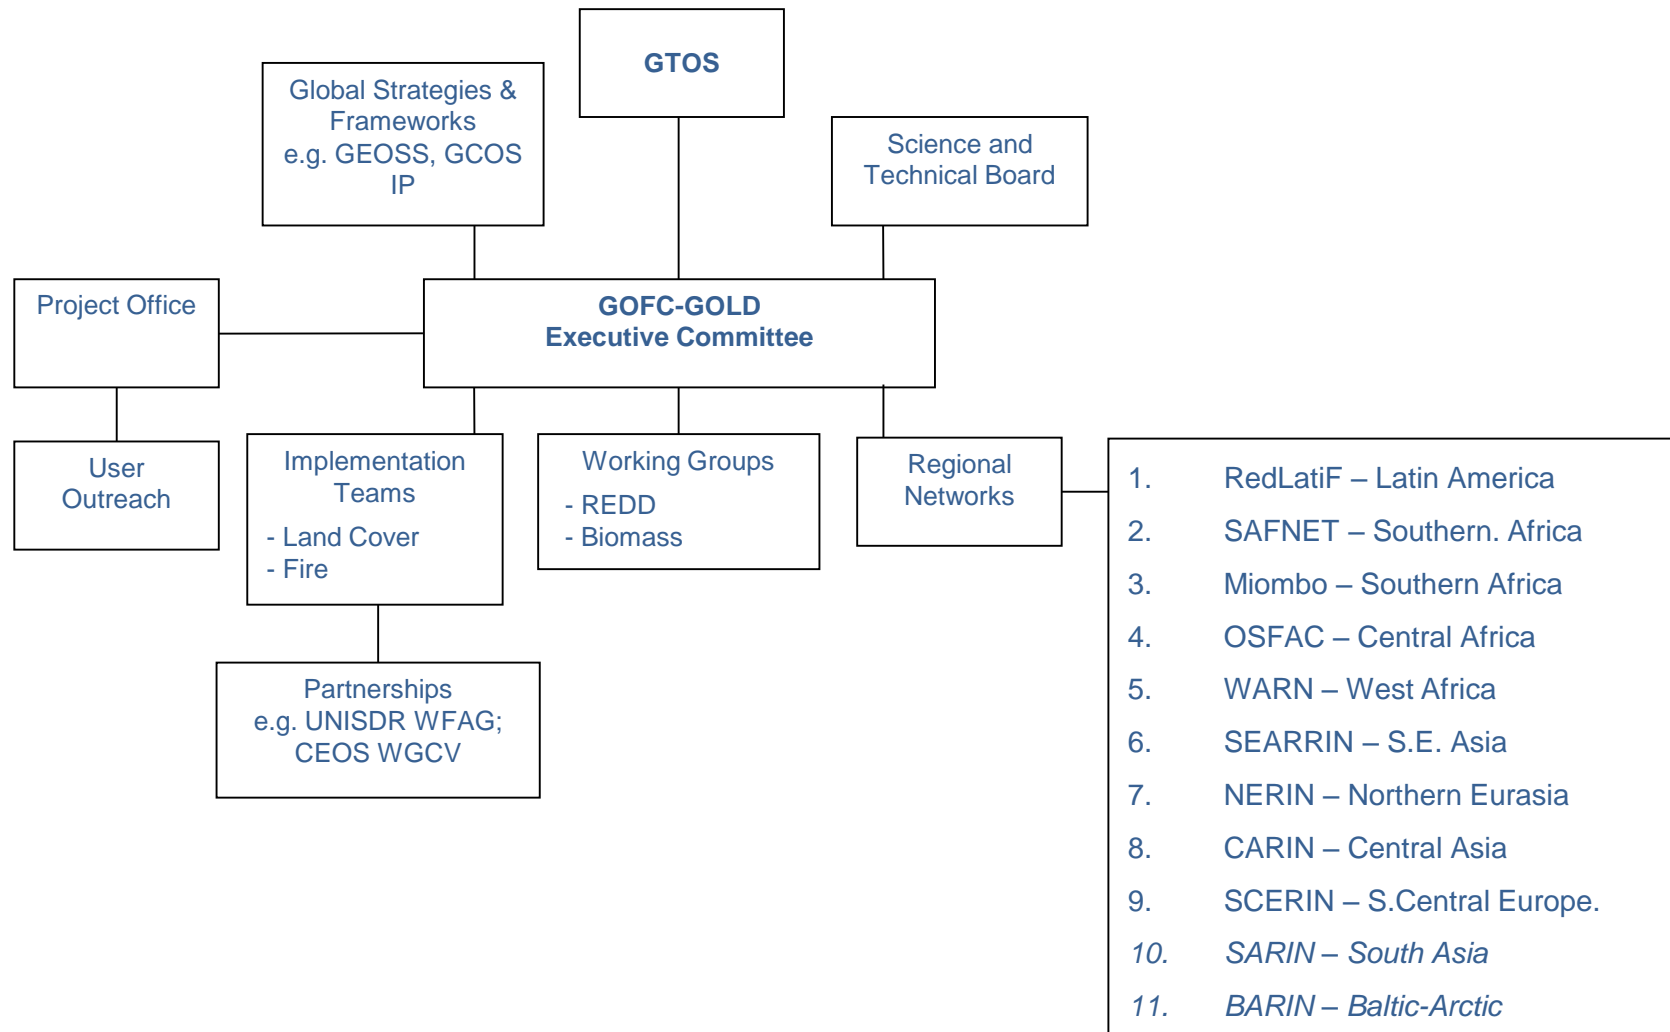 GTOS
Global Strategies &
Frameworks
e.g. GEOSS, GCOS
IP
Science and
Technical Board
Project Office
GOFC-GOLD
Executive Committee
User
Outreach
Implementation
Teams
- Land Cover
- Fire
Working Groups
- REDD
- Biomass
Regional
Networks
Partnerships
e.g. UNISDR WFAG;
CEOS WGCV
1. RedLatiF – Latin America
2. SAFNET – Southern. Africa
3. Miombo – Southern Africa
4. OSFAC – Central Africa
5. WARN – West Africa
6. SEARRIN – S.E. Asia
7. NERIN – Northern Eurasia
8. CARIN – Central Asia
9. SCERIN – S.Central Europe.
10. SARIN – South Asia
11. BARIN – Baltic-Arctic